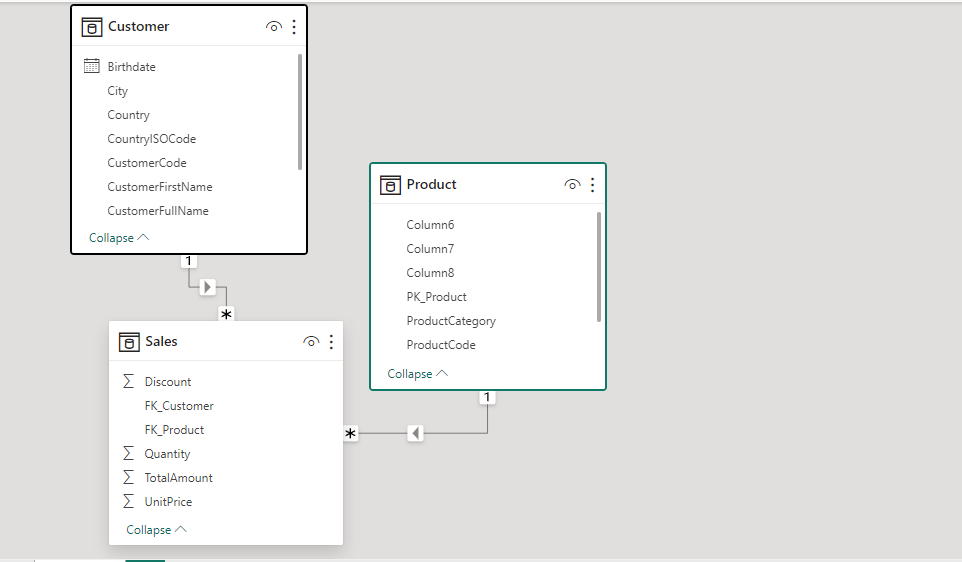 Customer
Birthdate
City
Country
CountryISOCode
CustomerCode
CustomerFirstName
CustomerFullName
Collapse
1
*
Product
Column6
Column7
Column8
PK_Product
ProductCategory
ProductCode
Collapse
1
*
Sales
Discount
FK_Customer
FK_Product
Quantity
TotalAmount
UnitPrice
Collapse